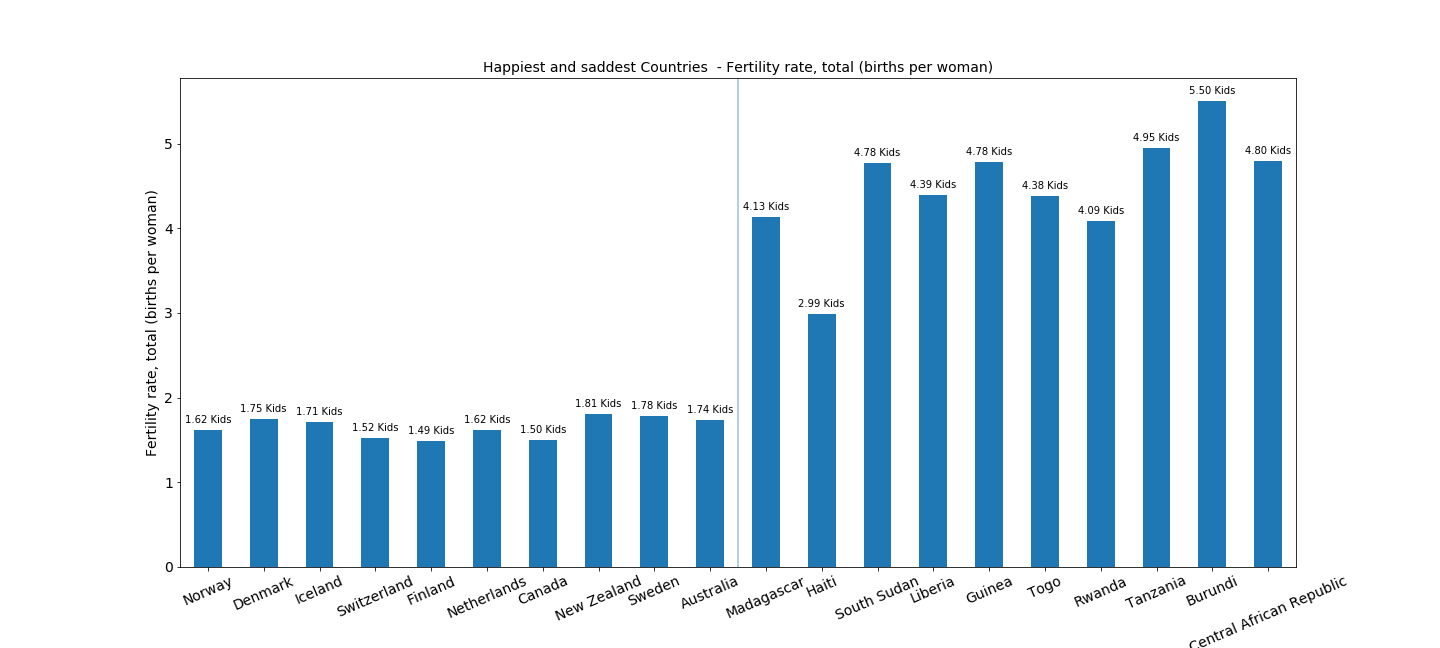 Happiest and saddest Countries  - Fertility rate, total (births per woman)
Fertility rate, total (births per woman)
5
4
3
2
1
0
1.62 Kids
1.75 Kids
1.71 Kids
1.52 Kids
1.49 Kids
1.62 Kids
1.50 Kids
1.81 Kids
1.78 Kids
1.74 Kids
4.13 Kids
2.99 Kids
4.78 Kids
4.39 Kids
4.78 Kids
4.38 Kids
4.09 Kids
4.95 Kids
5.50 Kids
4.80 Kids
Norway
Denmark
Iceland
Switzerland
Finland
Netherlands
Canada
New Zealand
Sweden
Australia
Madagascar
Haiti
South Sudan
Liberia
Guinea
Togo
Rwanda
Tanzania
Burundi
Central African Republic